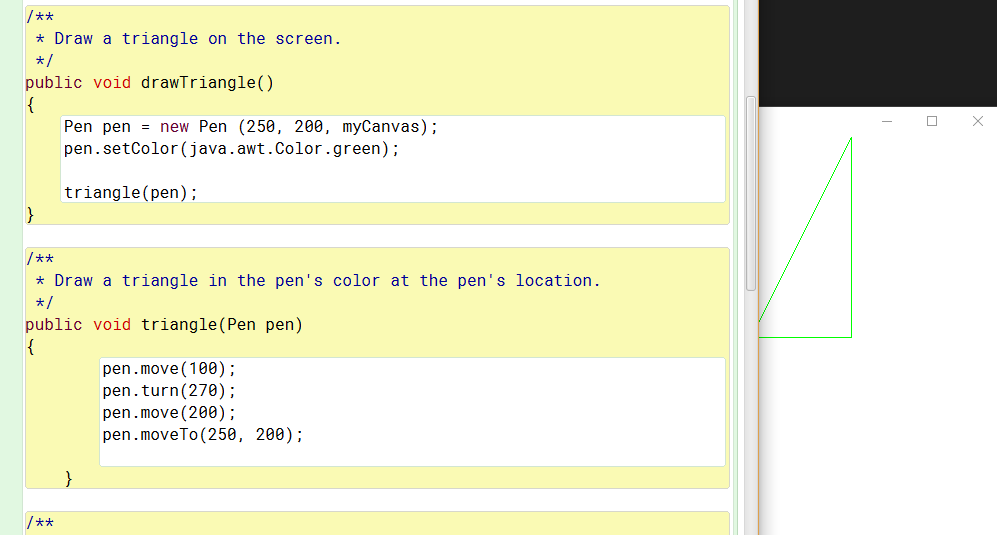 /**
 * Draw a triangle on the screen.
 */
public void drawTriangle()
{
    Pen pen = new Pen (250, 200, myCanvas);
    pen.setColor(java.awt.Color.green);

    triangle(pen);
}

/**
 * Draw a triangle in the pen's color at the pen's location.
 */
public void triangle(Pen pen)
{
        pen.move(100);
        pen.turn(270);
        pen.move(200);
        pen.moveTo(250, 200);

    }

/**